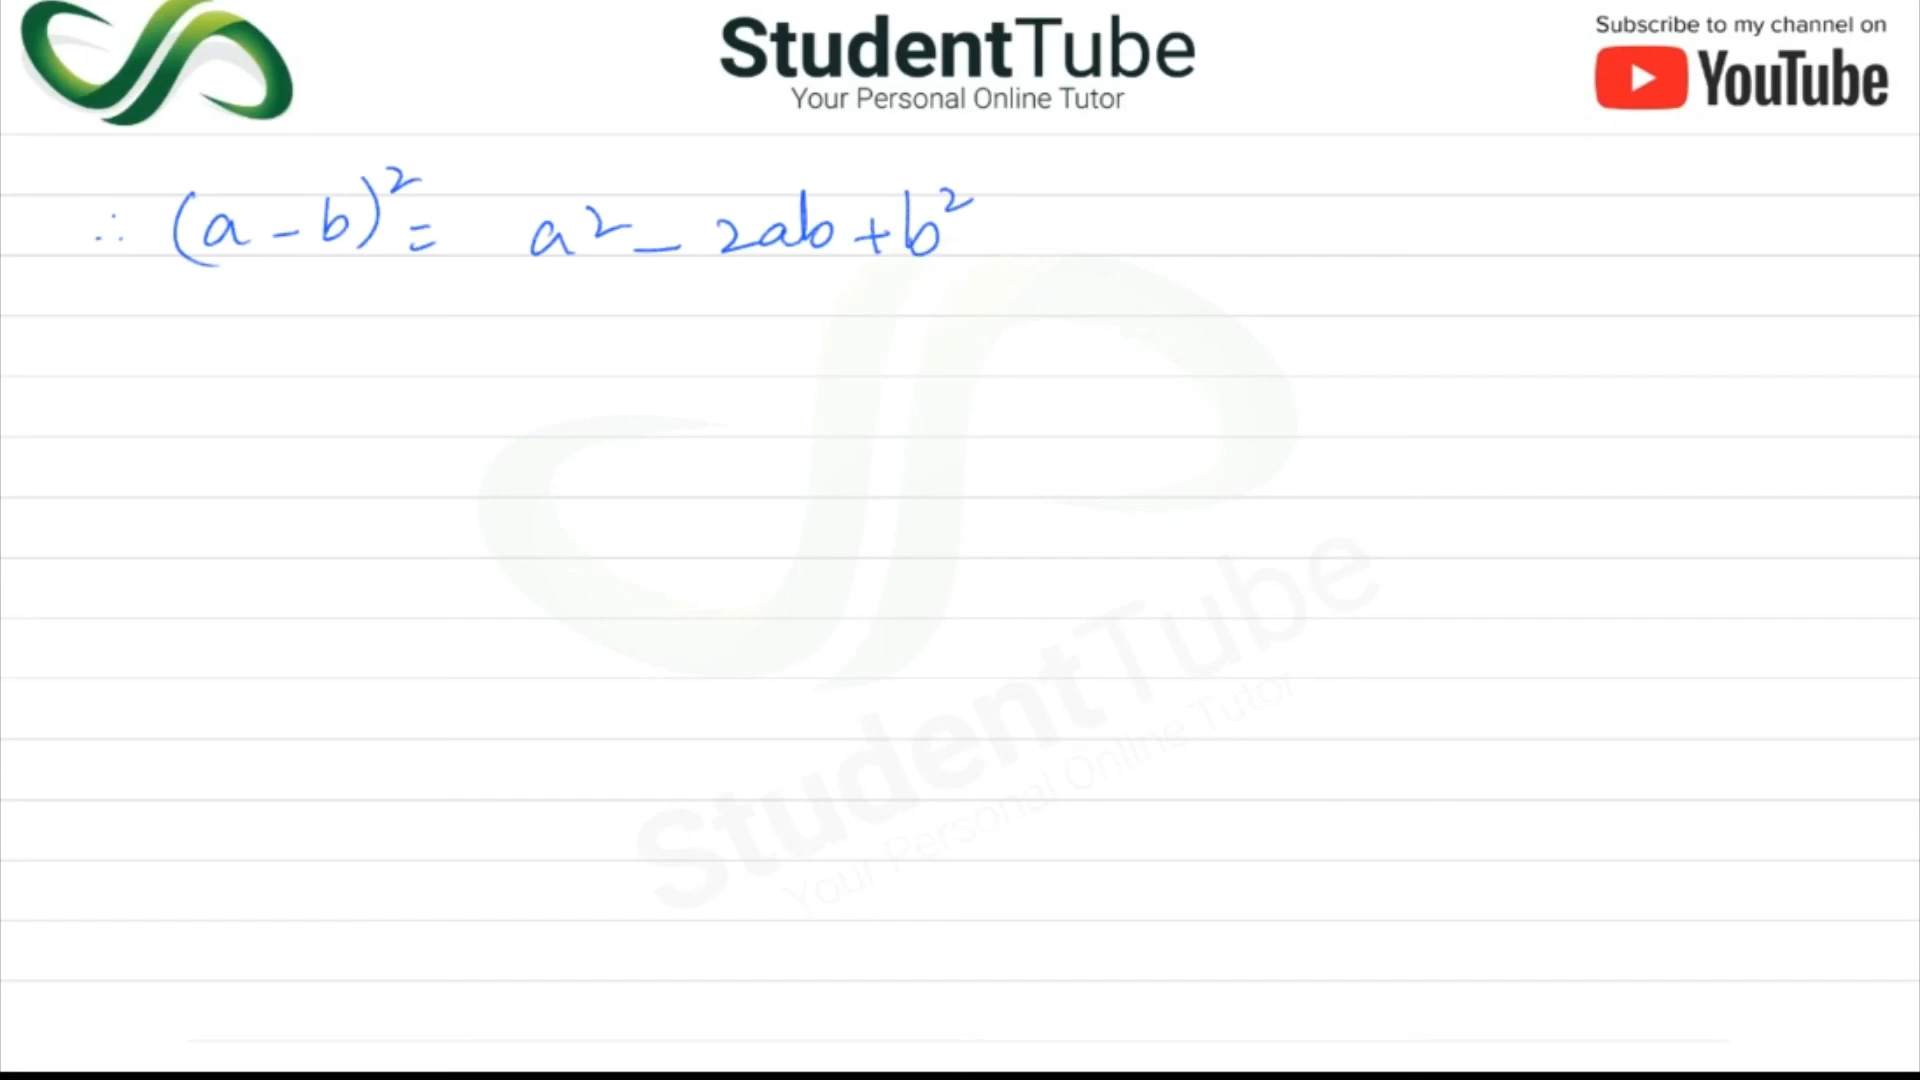 StudentTube
Your Personal Online Tutor
Subscribe to my channel on
YouTube
∴ (a - b)² = a² - 2ab + b²
StudentTube
Your Personal Online Tutor